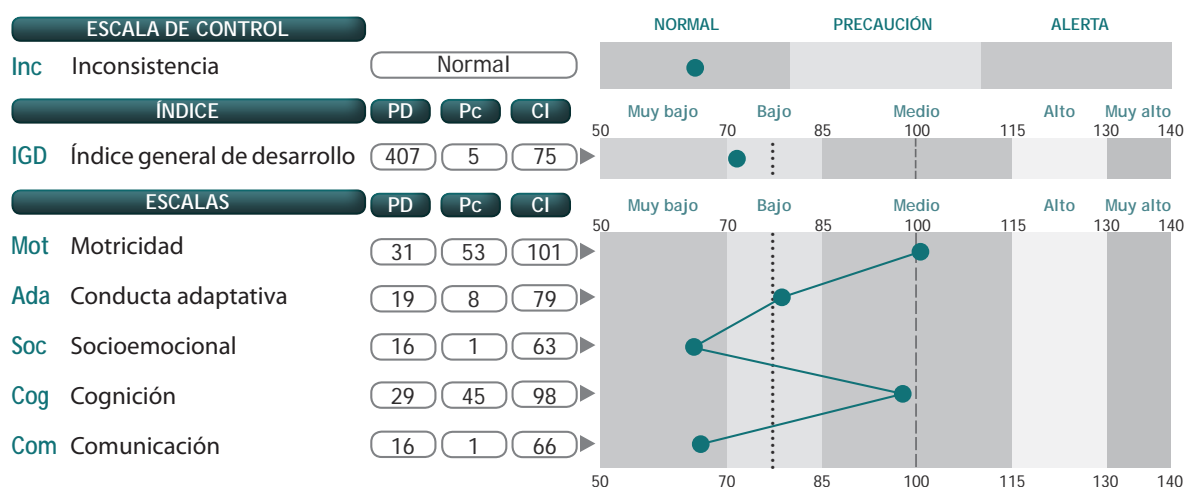 ESCALA DE CONTROL NORMAL PRECAUCIÓN ALERTA
Inc Inconsistencia Normal
ÍNDICE PD Pc CI Muy bajo Bajo Medio Alto Muy alto
50 70 85 100 115 130 140
IGD Índice general de desarrollo 407 5 75
ESCALAS PD Pc CI Muy bajo Bajo Medio Alto Muy alto
50 70 85 100 115 130 140
Mot Motricidad 31 53 101
Ada Conducta adaptativa 19 8 79
Soc Socioemocional 16 1 63
Cog Cognición 29 45 98
Com Comunicación 16 1 66
50 70 85 100 115 130 140